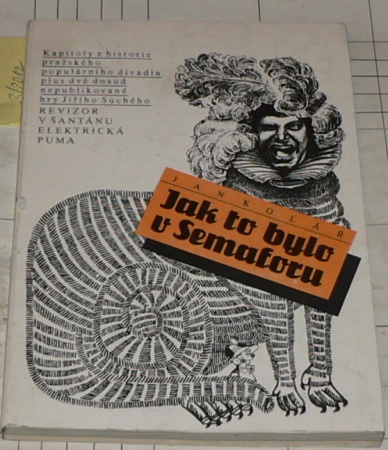 Kapitoly z historie
pražského
populárního divadla
plus dvě dosud
nepublikované
hry Jiřího Suchého
REVIZOR
V ŠANTÁNU
ELEKTRICKÁ
PUMA
JAN KOLÁŘ
Jak to bylo
v Semaforu